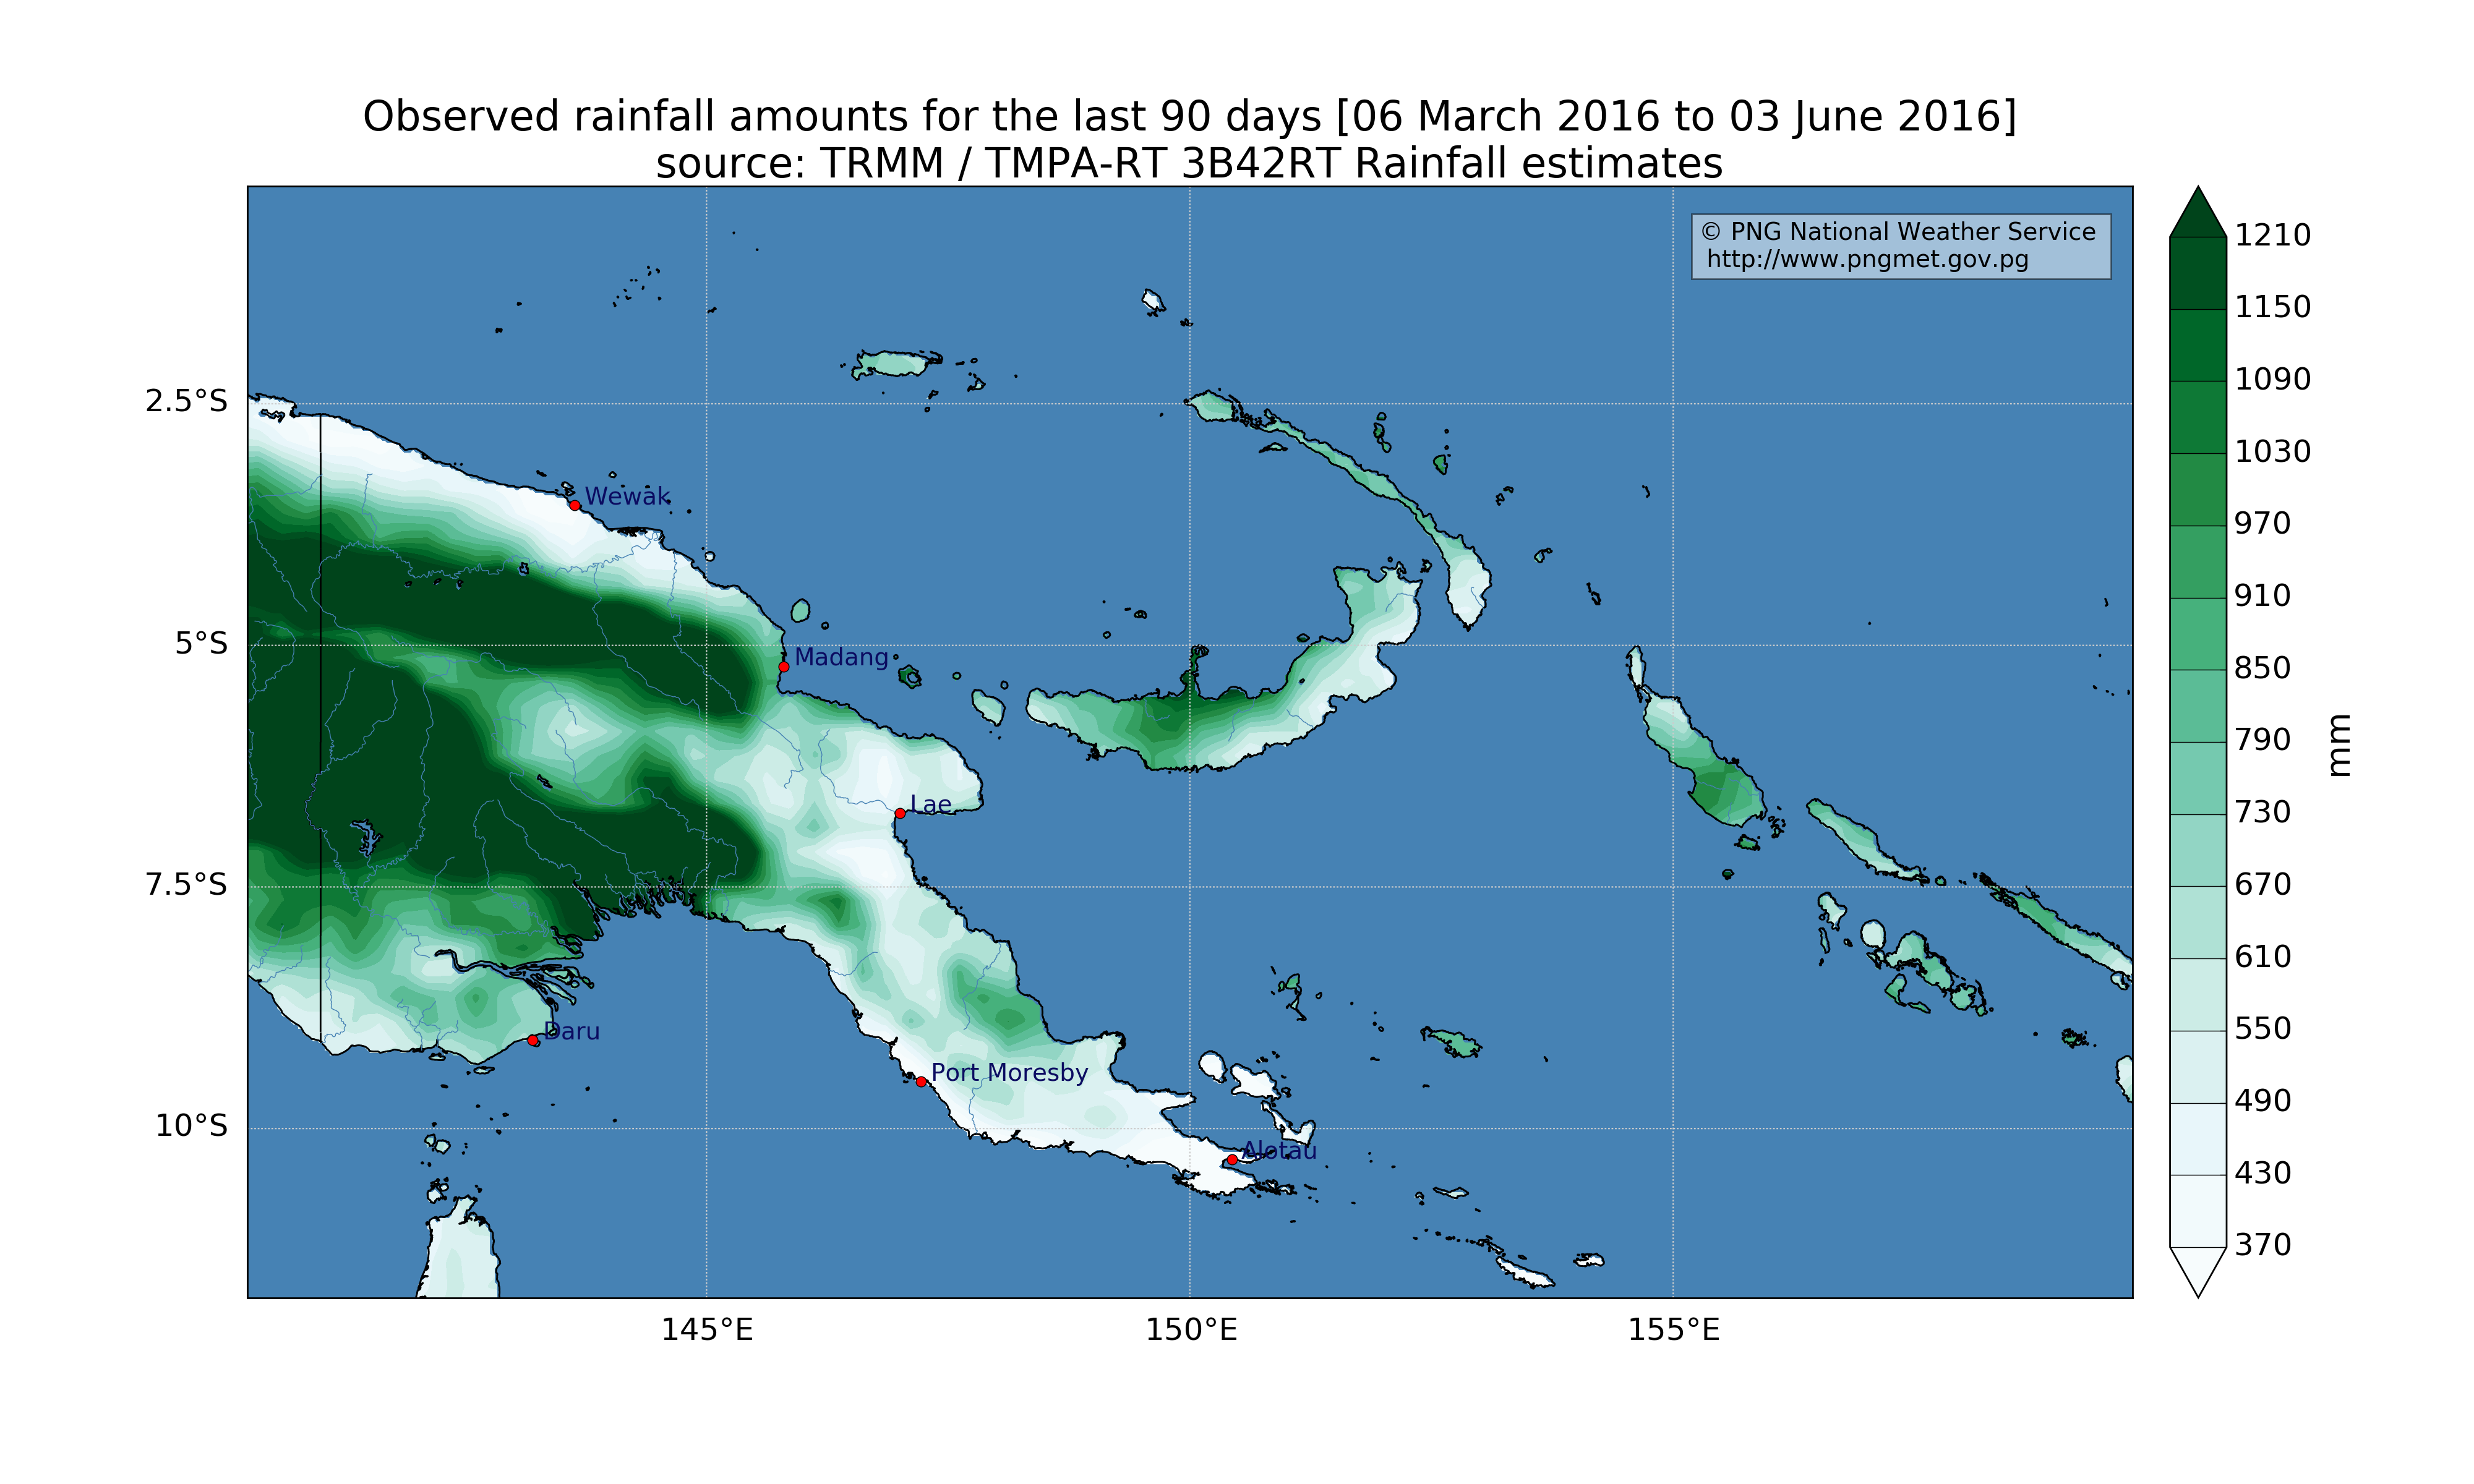 Observed rainfall amounts for the last 90 days [06 March 2016 to 03 June 2016]
source: TRMM / TMPA-RT 3B42RT Rainfall estimates
© PNG National Weather Service
http://www.pngmet.gov.pg
2.5°S
5°S
7.5°S
10°S
Wewak
Madang
Lae
Daru
Port Moresby
Alotau
145°E
150°E
155°E
1210
1150
1090
1030
970
910
850
790
730
670
610
550
490
430
370
mm